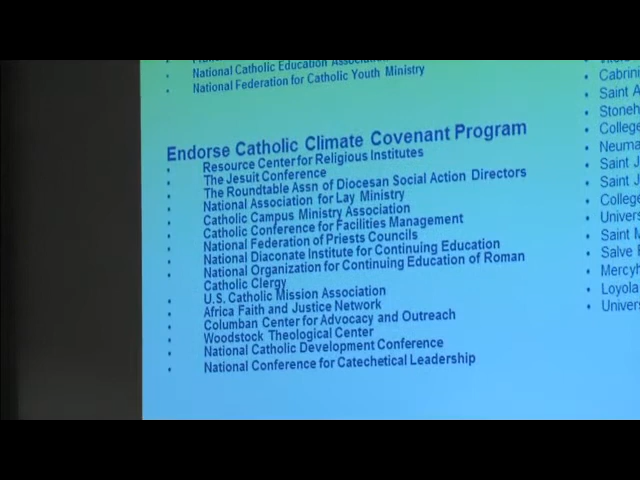 National Catholic Education Association
National Federation for Catholic Youth Ministry
Endorse Catholic Climate Covenant Program
Resource Center for Religious Institutes
The Jesuit Conference
The Roundtable Assn of Diocesan Social Action Directors
National Association for Lay Ministry
Catholic Campus Ministry Association
Catholic Conference for Facilities Management
National Federation of Priests Councils
National Diaconate Institute for Continuing Education
National Organization for Continuing Education of Roman
Catholic Clergy
U.S. Catholic Mission Association
Africa Faith and Justice Network
Columban Center for Advocacy and Outreach
Woodstock Theological Center
National Catholic Development Conference
National Conference for Catechetical Leadership
Cabrini
Saint A
Stoneh
College
Neuma
Saint J
Saint J
College
Univers
Saint M
Salve R
Mercyh
Loyola
Univers